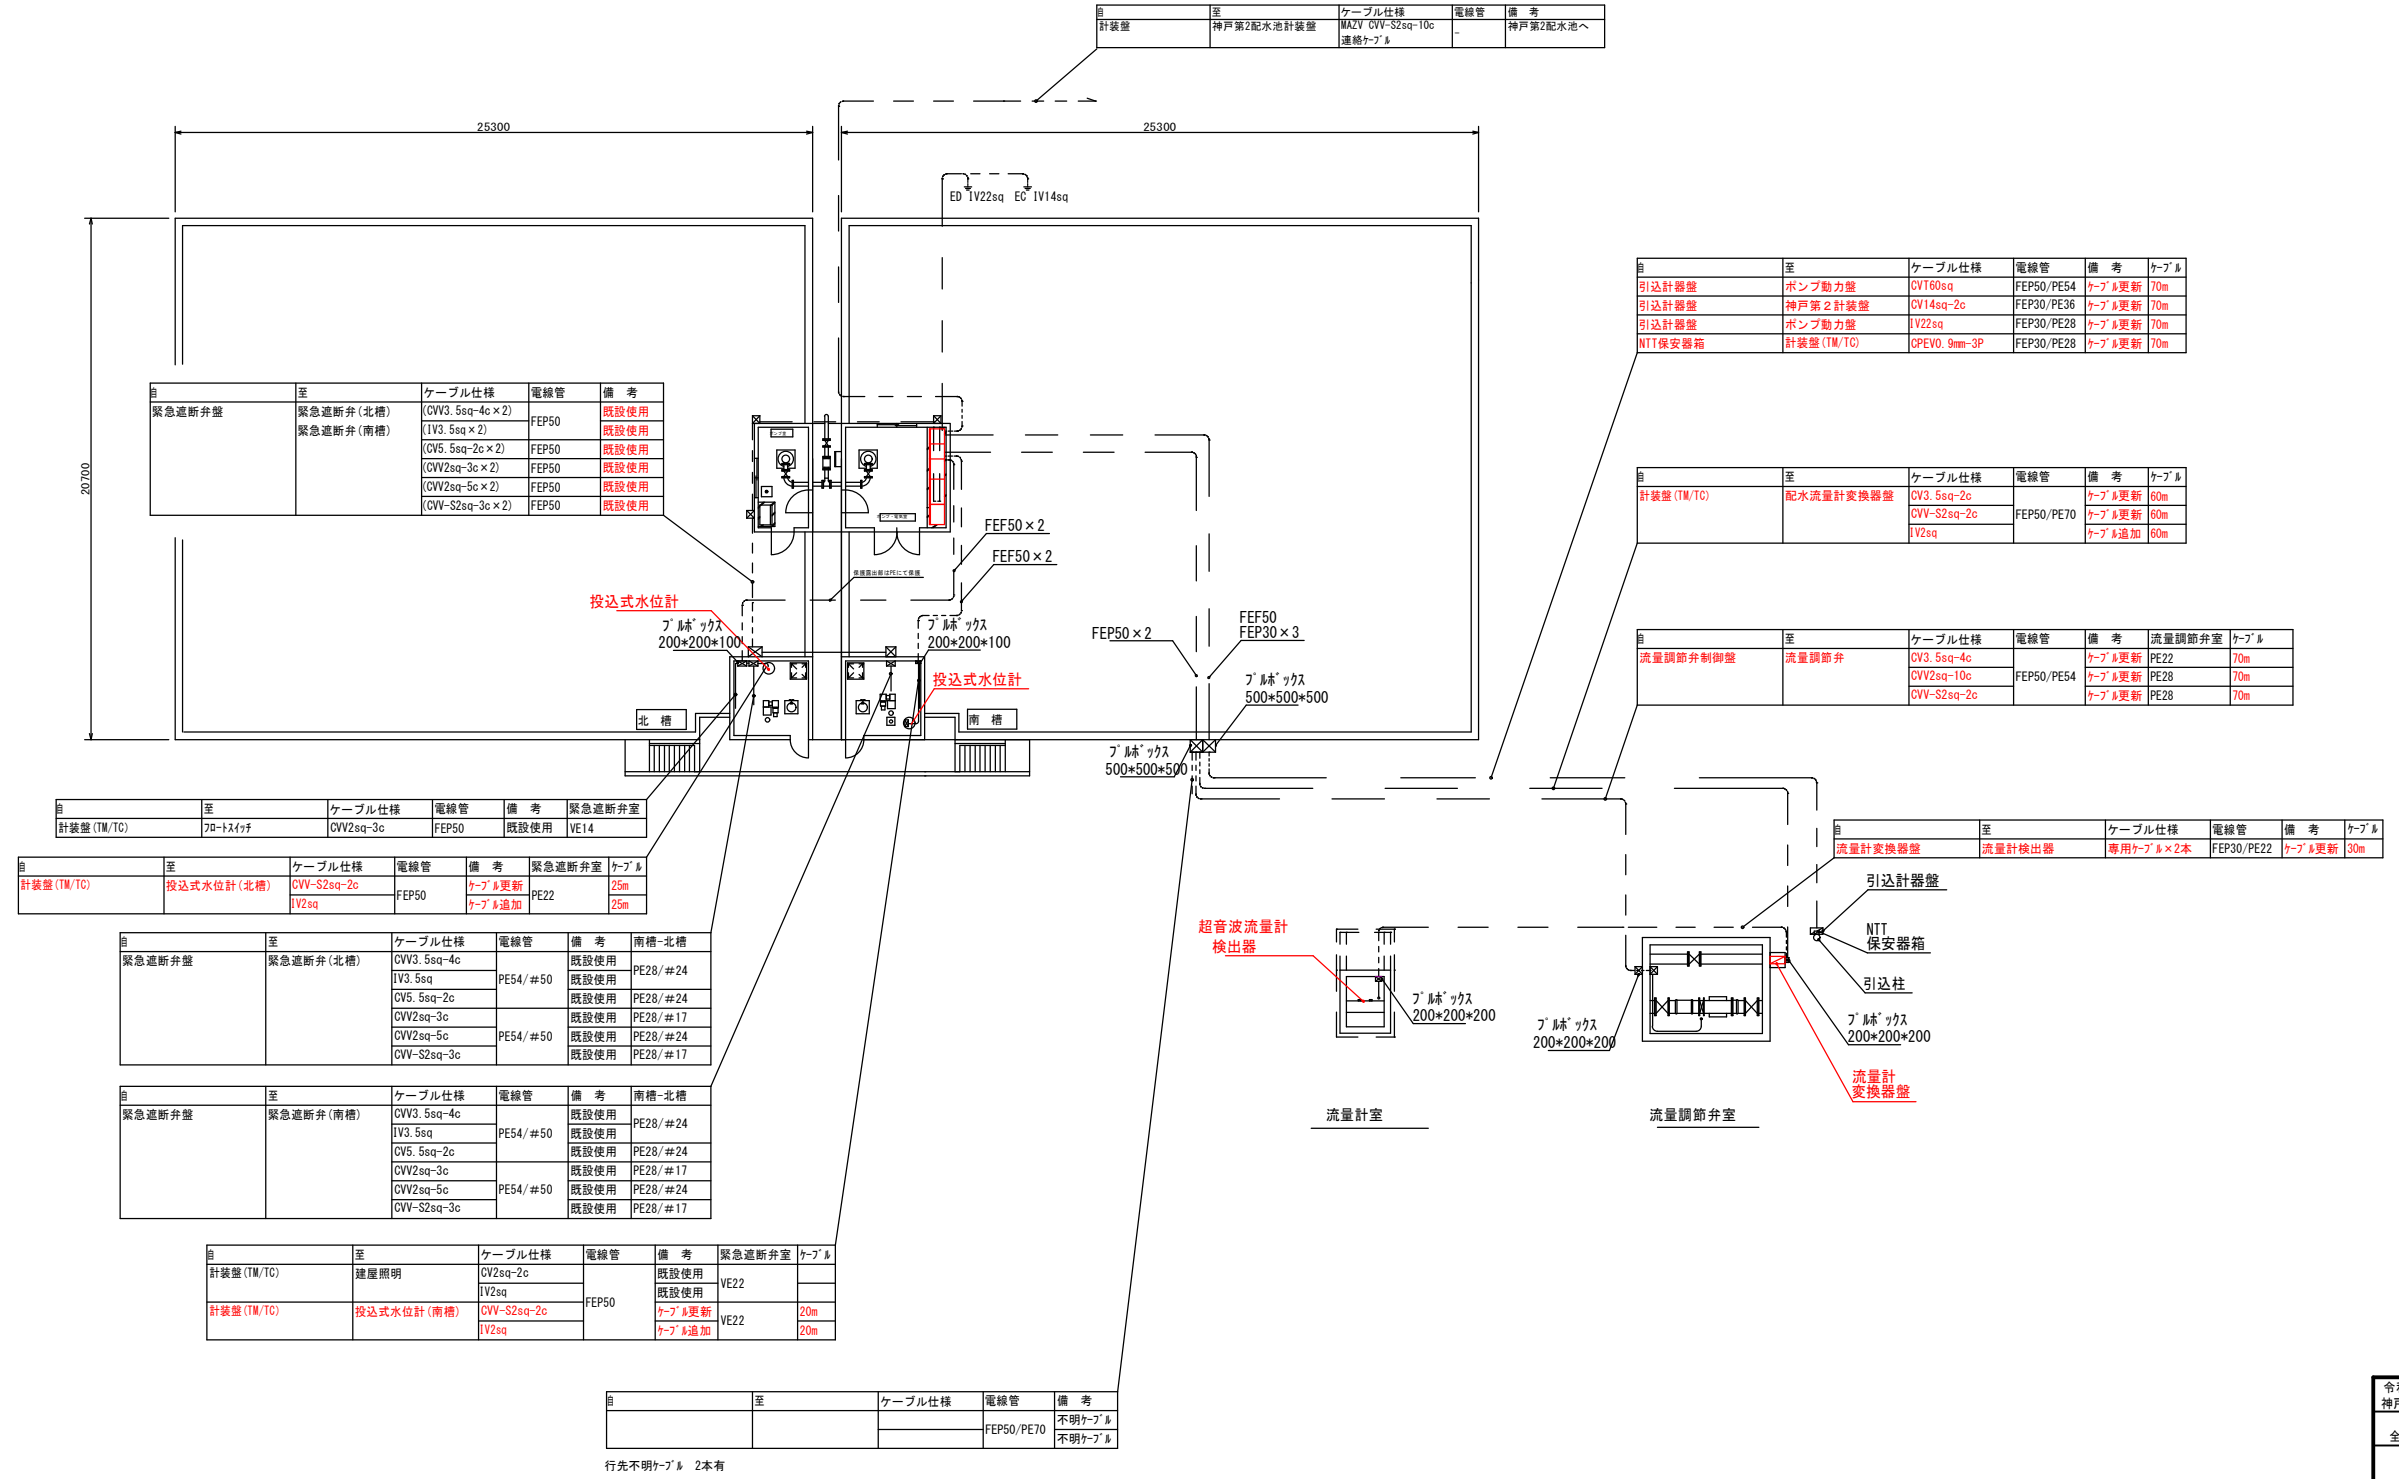 自 至 ケーブル仕様 電線管 備 考
計装盤 神戸第2配水池計装盤 MAZV CVV-S2sq-10c - 神戸第2配水池へ
連絡ｹｰﾌﾞﾙ
25300 25300
20700
ED IV22sq EC IV14sq
自 至 ケーブル仕様 電線管 備 考 ｹｰﾌﾞﾙ
引込計器盤 ポンプ動力盤 CVT60sq FEP50/PE54 ｹｰﾌﾞﾙ更新 70m
引込計器盤 神戸第２計装盤 CV14sq-2c FEP30/PE36 ｹｰﾌﾞﾙ更新 70m
引込計器盤 ポンプ動力盤 IV22sq FEP30/PE28 ｹｰﾌﾞﾙ更新 70m
NTT保安器箱 計装盤(TM/TC) CPEV0.9mm-3P FEP30/PE28 ｹｰﾌﾞﾙ更新 70m
自 至 ケーブル仕様 電線管 備 考
緊急遮断弁盤 緊急遮断弁(北槽) (CVV3.5sq-4c×2) FEP50 既設使用
緊急遮断弁(南槽) (IV3.5sq×2) 既設使用
(CV5.5sq-2c×2) FEP50 既設使用
(CVV2sq-3c×2) FEP50 既設使用
(CVV2sq-5c×2) FEP50 既設使用
(CVV-S2sq-3c×2) FEP50 既設使用
自 至 ケーブル仕様 電線管 備 考 ｹｰﾌﾞﾙ
計装盤(TM/TC) 配水流量計変換器盤 CV3.5sq-2c FEP50/PE70 ｹｰﾌﾞﾙ更新 60m
CVV-S2sq-2c ｹｰﾌﾞﾙ更新 60m
IV2sq ｹｰﾌﾞﾙ追加 60m
FEF50×2
FEF50×2
投込式水位計
ﾌﾟﾙﾎﾞｯｸｽ
200*200*100
ﾌﾟﾙﾎﾞｯｸｽ
200*200*100
投込式水位計
北 槽
南 槽
FEP50×2
FEF50
FEP30×3
ﾌﾟﾙﾎﾞｯｸｽ
500*500*500
ﾌﾟﾙﾎﾞｯｸｽ
500*500*500
自 至 ケーブル仕様 電線管 備 考 流量調節弁室 ｹｰﾌﾞﾙ
流量調節弁制御盤 流量調節弁 CV3.5sq-4c FEP50/PE54 ｹｰﾌﾞﾙ更新 PE22 70m
CVV2sq-10c ｹｰﾌﾞﾙ更新 PE28 70m
CVV-S2sq-2c ｹｰﾌﾞﾙ更新 PE28 70m
自 至 ケーブル仕様 電線管 備 考 緊急遮断弁室
計装盤(TM/TC) ﾌﾛｰﾄｽｲｯﾁ CVV2sq-3c FEP50 既設使用 VE14
自 至 ケーブル仕様 電線管 備 考 緊急遮断弁室 ｹｰﾌﾞﾙ
計装盤(TM/TC) 投込式水位計(北槽) CVV-S2sq-2c FEP50 ｹｰﾌﾞﾙ更新 PE22 25m
IV2sq ｹｰﾌﾞﾙ追加 25m
自 至 ケーブル仕様 電線管 備 考 ｹｰﾌﾞﾙ
流量計変換器盤 流量計検出器 専用ｹｰﾌﾞﾙ×2本 FEP30/PE22 ｹｰﾌﾞﾙ更新 30m
自 至 ケーブル仕様 電線管 備 考 南槽-北槽
緊急遮断弁盤 緊急遮断弁(北槽) CVV3.5sq-4c PE54/#50 既設使用 PE28/#24
IV3.5sq 既設使用
CV5.5sq-2c 既設使用 PE28/#24
CVV2sq-3c PE54/#50 既設使用 PE28/#17
CVV2sq-5c 既設使用 PE28/#24
CVV-S2sq-3c 既設使用 PE28/#17
自 至 ケーブル仕様 電線管 備 考 南槽-北槽
緊急遮断弁盤 緊急遮断弁(南槽) CVV3.5sq-4c PE54/#50 既設使用 PE28/#24
IV3.5sq 既設使用
CV5.5sq-2c 既設使用 PE28/#24
CVV2sq-3c PE54/#50 既設使用 PE28/#17
CVV2sq-5c 既設使用 PE28/#24
CVV-S2sq-3c 既設使用 PE28/#17
引込計器盤
NTT
保安器箱
引込柱
超音波流量計
検出器
ﾌﾟﾙﾎﾞｯｸｽ
200*200*200
ﾌﾟﾙﾎﾞｯｸｽ
200*200*200
ﾌﾟﾙﾎﾞｯｸｽ
200*200*200
流量計
変換器盤
流量計室
流量調節弁室
自 至 ケーブル仕様 電線管 備 考 緊急遮断弁室 ｹｰﾌﾞﾙ
計装盤(TM/TC) 建屋照明 CV2sq-2c FEP50 既設使用 VE22
IV2sq 既設使用
計装盤(TM/TC) 投込式水位計(南槽) CVV-S2sq-2c ｹｰﾌﾞﾙ更新 VE22 20m
IV2sq ｹｰﾌﾞﾙ追加 20m
自 至 ケーブル仕様 電線管 備 考
FEP50/PE70 不明ｹｰﾌﾞﾙ
不明ｹｰﾌﾞﾙ
行先不明ｹｰﾌﾞﾙ 2本有